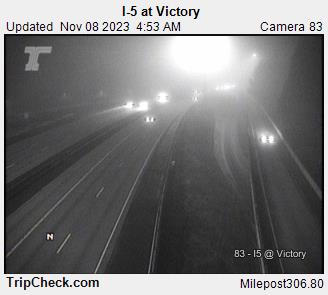 I-5 at Victory
Updated Nov 08 2023 4:53 AM Camera 83
T
N
83 - I5 @ Victory
TripCheck.com Milepost306.80